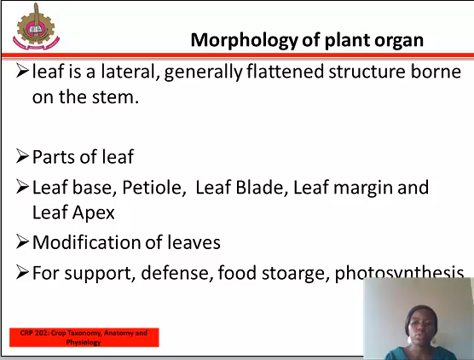 Morphology of plant organ
➢leaf is a lateral, generally flattened structure borne
on the stem.
➢Parts of leaf
➢Leaf base, Petiole, Leaf Blade, Leaf margin and
Leaf Apex
➢Modification of leaves
➢For support, defense, food stoarge, photosynthesis
CRP 102: Crop Taxonomy, Anatomy and
Physiology